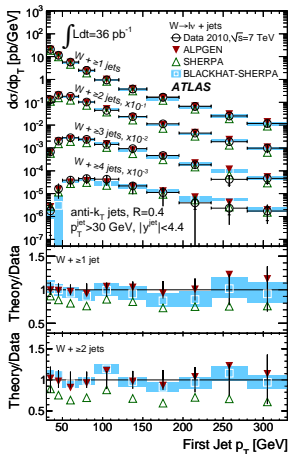 dσ/dp_T [pb/GeV]
10³
10²
10
1
10⁻¹
10⁻²
10⁻³
10⁻⁴
10⁻⁵
10⁻⁶
10⁻⁷
∫Ldt=36 pb⁻¹
W→lν + jets
Data 2010, √s=7 TeV
ALPGEN
SHERPA
BLACKHAT-SHERPA
ATLAS
W + ≥1 jets
W + ≥2 jets, x10⁻¹
W + ≥3 jets, x10⁻²
W + ≥4 jets, x10⁻³
anti-k_T jets, R=0.4
p_T^jet>30 GeV, |y^jet|<4.4
Theory/Data
W + ≥1 jet
1.5
1
0.5
Theory/Data
W + ≥2 jets
1
0.5
50 100 150 200 250 300
First Jet p_T [GeV]